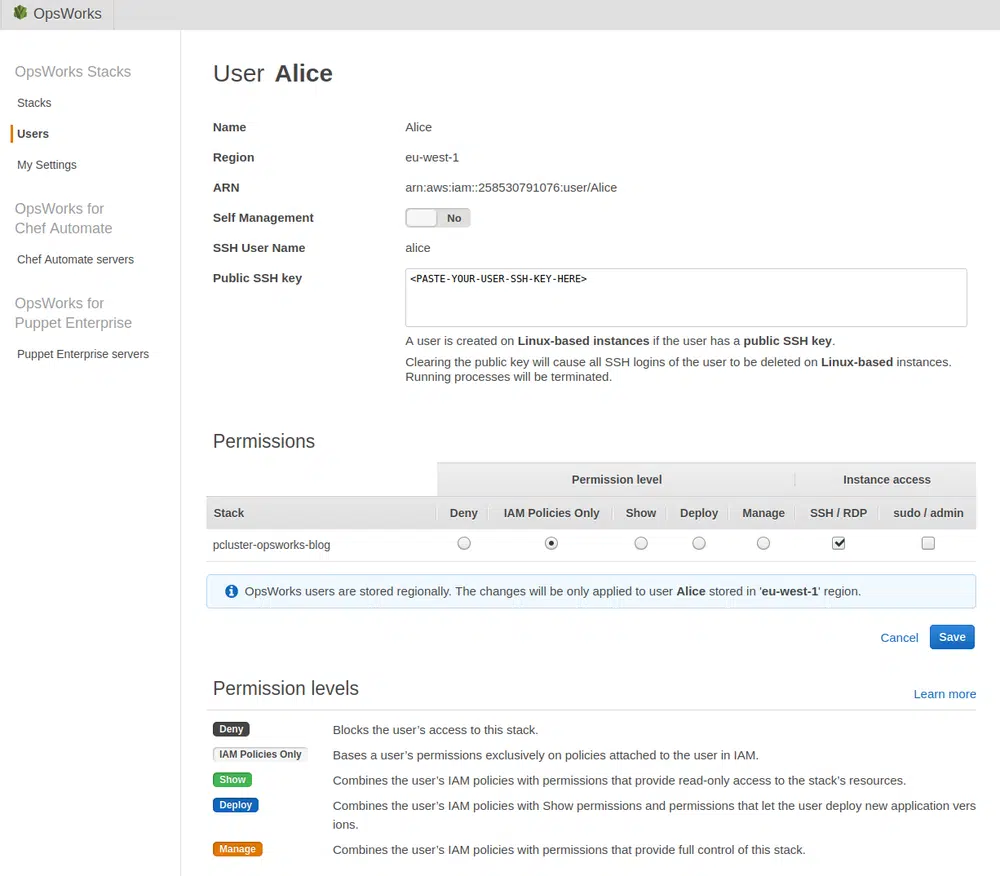 OpsWorks
OpsWorks Stacks
Stacks
Users
My Settings
OpsWorks for
Chef Automate
Chef Automate servers
OpsWorks for
Puppet Enterprise
Puppet Enterprise servers
User Alice
Name Alice
Region eu-west-1
ARN arn:aws:iam::258530791076:user/Alice
Self Management No
SSH User Name alice
Public SSH key <PASTE-YOUR-USER-SSH-KEY-HERE>
A user is created on Linux-based instances if the user has a public SSH key.
Clearing the public key will cause all SSH logins of the user to be deleted on Linux-based instances.
Running processes will be terminated.
Permissions
Permission level Instance access
Stack Deny IAM Policies Only Show Deploy Manage SSH / RDP sudo / admin
pcluster-opsworks-blog
OpsWorks users are stored regionally. The changes will be only applied to user Alice stored in 'eu-west-1' region.
Cancel Save
Permission levels Learn more
Deny Blocks the user’s access to this stack.
IAM Policies Only Bases a user’s permissions exclusively on policies attached to the user in IAM.
Show Combines the user’s IAM policies with permissions that provide read-only access to the stack’s resources.
Deploy Combines the user’s IAM policies with Show permissions and permissions that let the user deploy new application vers
ions.
Manage Combines the user’s IAM policies with permissions that provide full control of this stack.